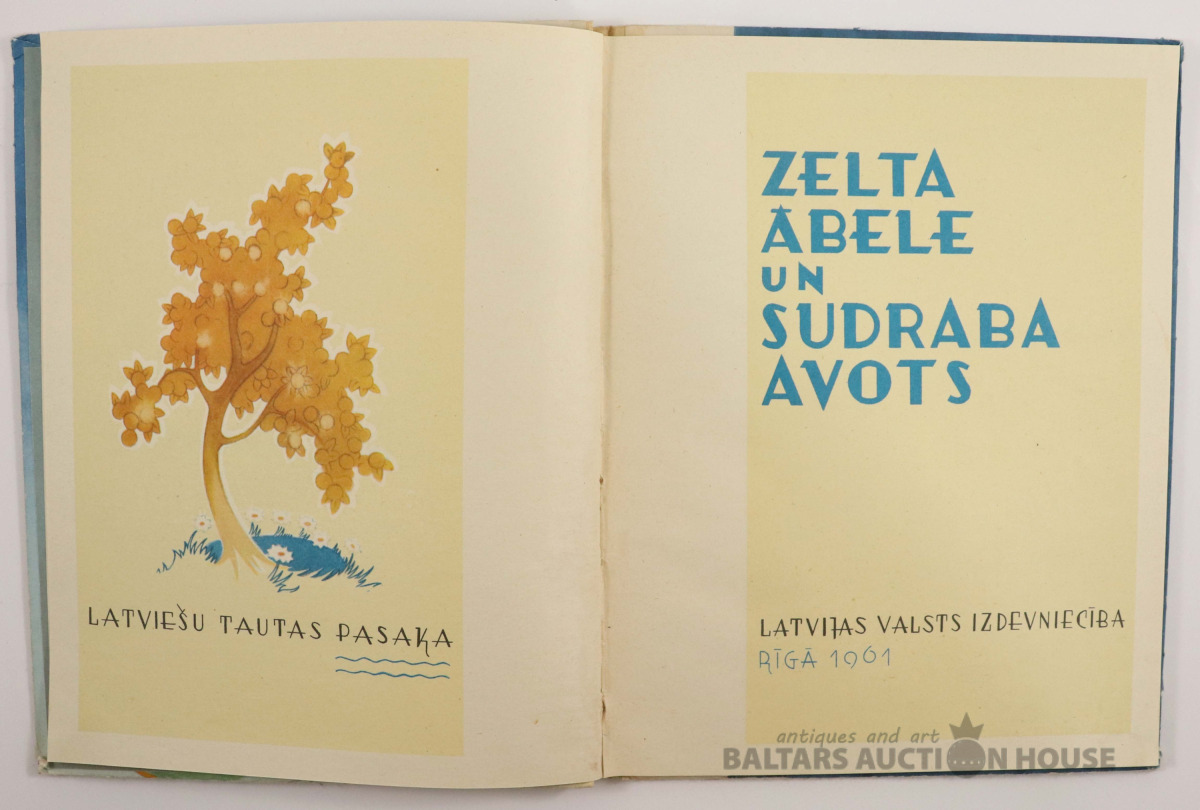 LATVIEŠU TAUTAS PASAKA
ZELTA
ĀBELE
UN
SUDRABA
AVOTS
LATVIJAS VALSTS IZDEVNIECĪBA
RĪGĀ 1961
antiques and art
BALTARS AUCTION HOUSE